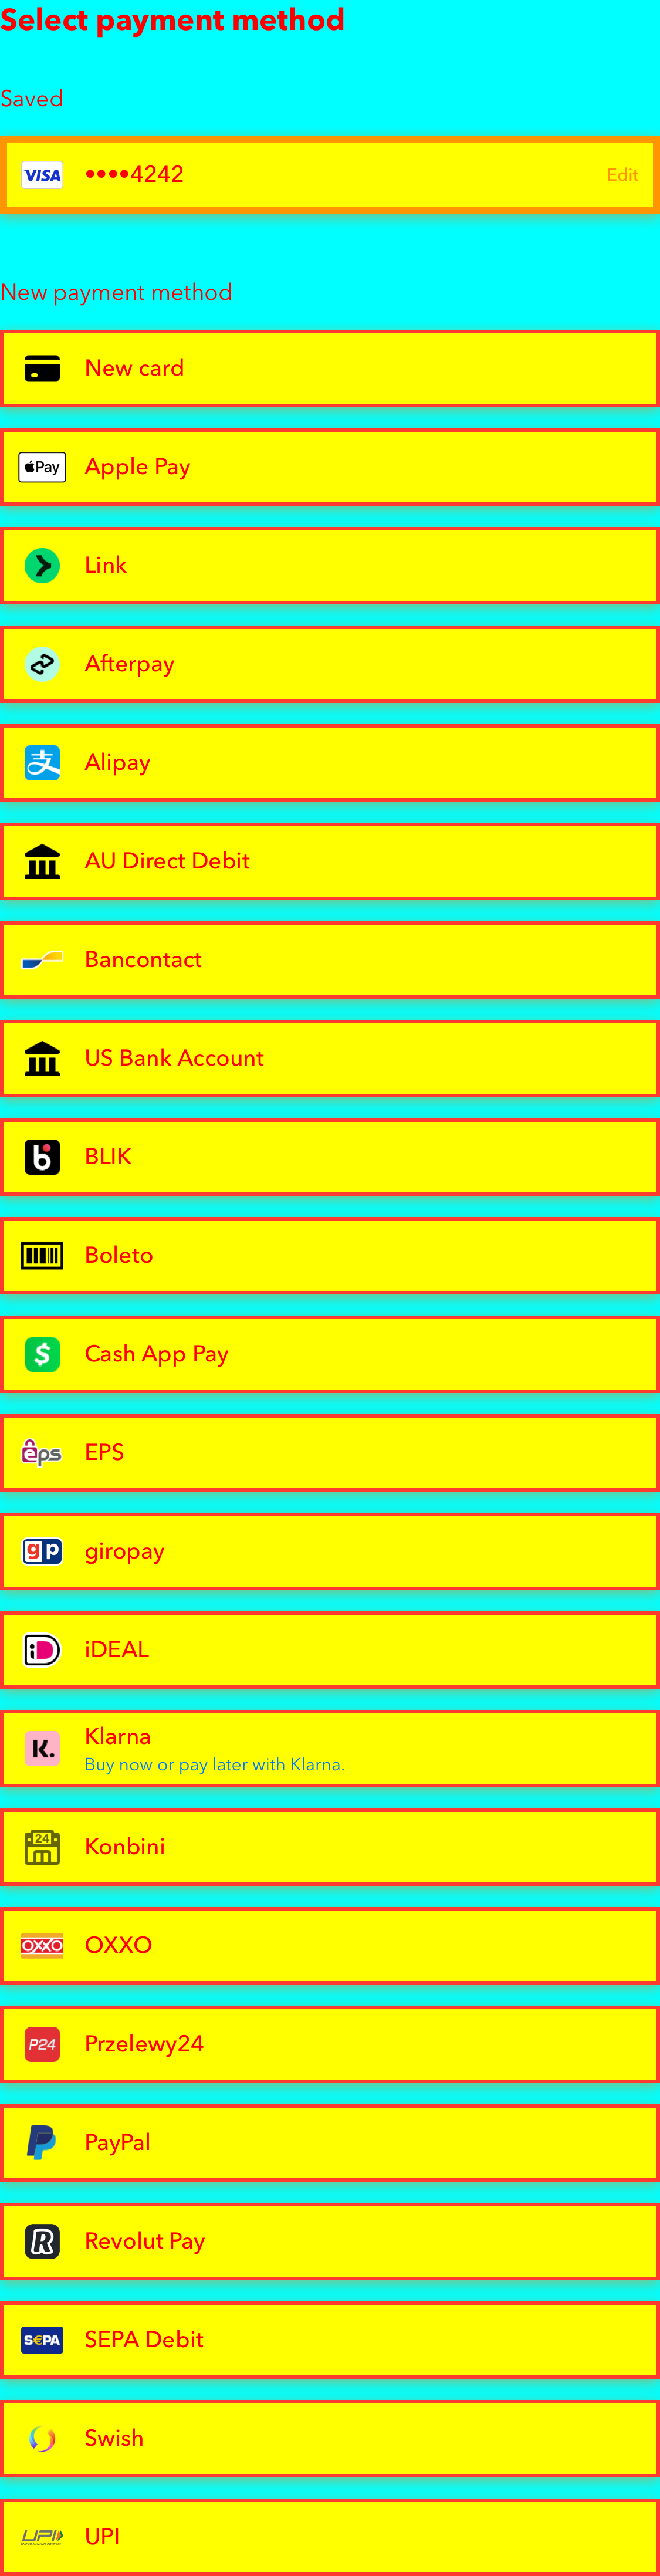 Select payment method
Saved
VISA ••••4242 Edit
New payment method
New card
Pay Apple Pay
Link
Afterpay
支 Alipay
AU Direct Debit
Bancontact
US Bank Account
b BLIK
Boleto
$ Cash App Pay
eps EPS
gp giropay
iD iDEAL
K. Klarna
Buy now or pay later with Klarna.
24 Konbini
OXXO OXXO
P24 Przelewy24
PayPal
R Revolut Pay
S€PA SEPA Debit
Swish
UPI UPI